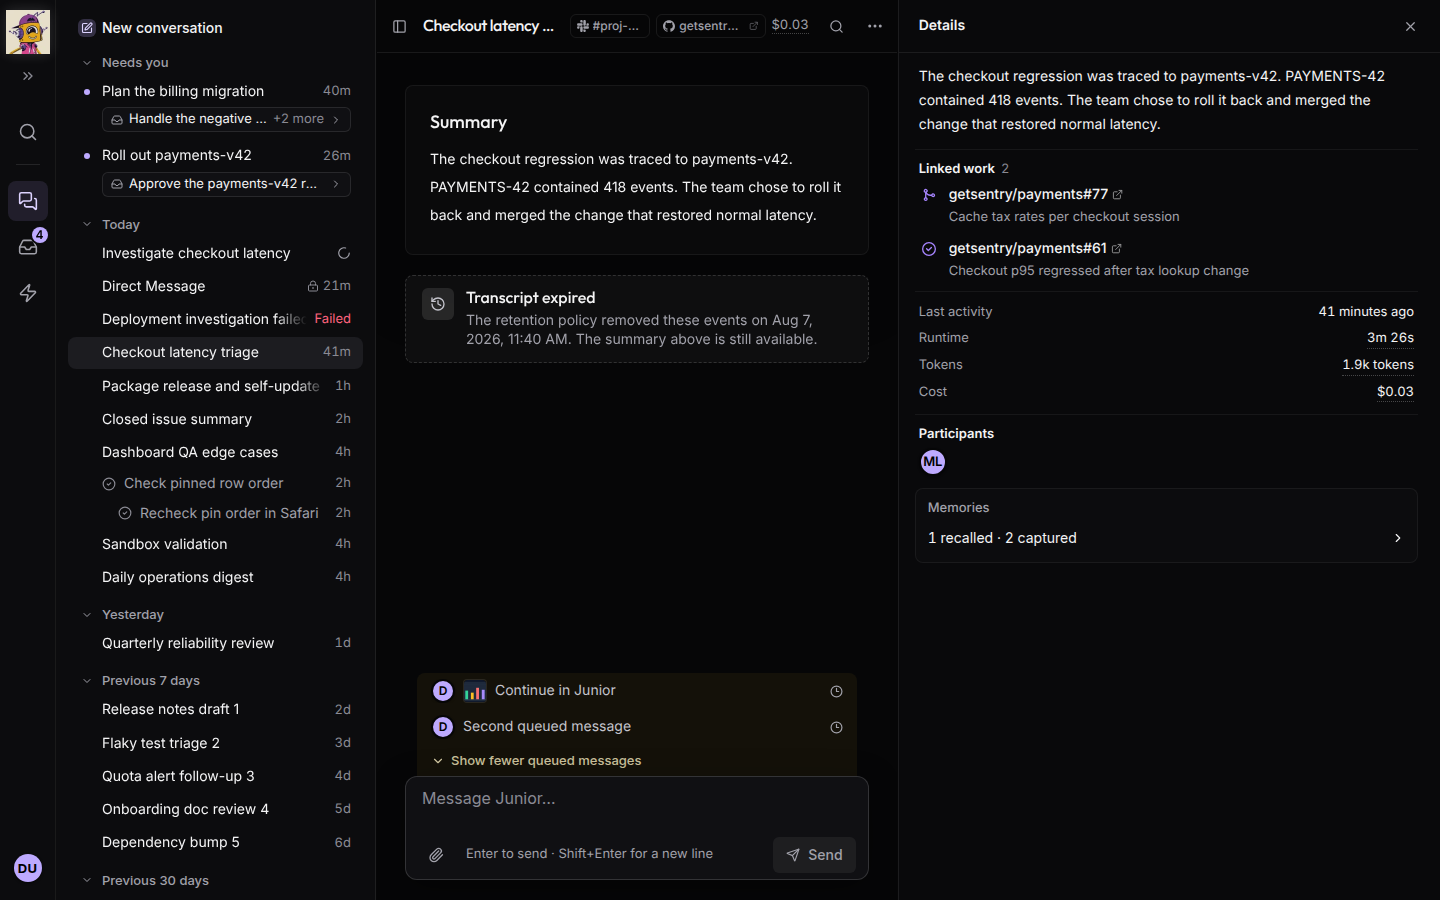 New conversation
Needs you
Plan the billing migration 40m
Handle the negative ... +2 more
Roll out payments-v42 26m
Approve the payments-v42 r...
Today
Investigate checkout latency
Direct Message 21m
Deployment investigation failed Failed
Checkout latency triage 41m
Package release and self-update 1h
Closed issue summary 2h
Dashboard QA edge cases 4h
Check pinned row order 2h
Recheck pin order in Safari 2h
Sandbox validation 4h
Daily operations digest 4h
Yesterday
Quarterly reliability review 1d
Previous 7 days
Release notes draft 1 2d
Flaky test triage 2 3d
Quota alert follow-up 3 4d
Onboarding doc review 4 5d
Dependency bump 5 6d
Previous 30 days
4
DU
Checkout latency ... #proj-... getsentr... $0.03
Summary
The checkout regression was traced to payments-v42.
PAYMENTS-42 contained 418 events. The team chose to roll it
back and merged the change that restored normal latency.
Transcript expired
The retention policy removed these events on Aug 7,
2026, 11:40 AM. The summary above is still available.
D Continue in Junior
D Second queued message
Show fewer queued messages
Message Junior...
Enter to send · Shift+Enter for a new line Send
Details
The checkout regression was traced to payments-v42. PAYMENTS-42
contained 418 events. The team chose to roll it back and merged the
change that restored normal latency.
Linked work 2
getsentry/payments#77
Cache tax rates per checkout session
getsentry/payments#61
Checkout p95 regressed after tax lookup change
Last activity 41 minutes ago
Runtime 3m 26s
Tokens 1.9k tokens
Cost $0.03
Participants
ML
Memories
1 recalled · 2 captured